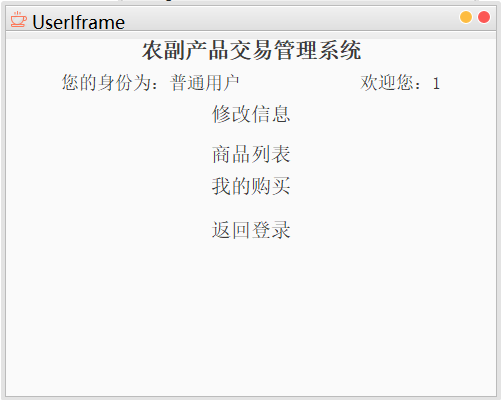 UserIframe
农副产品交易管理系统
您的身份为：普通用户 欢迎您：1
修改信息
商品列表
我的购买
返回登录